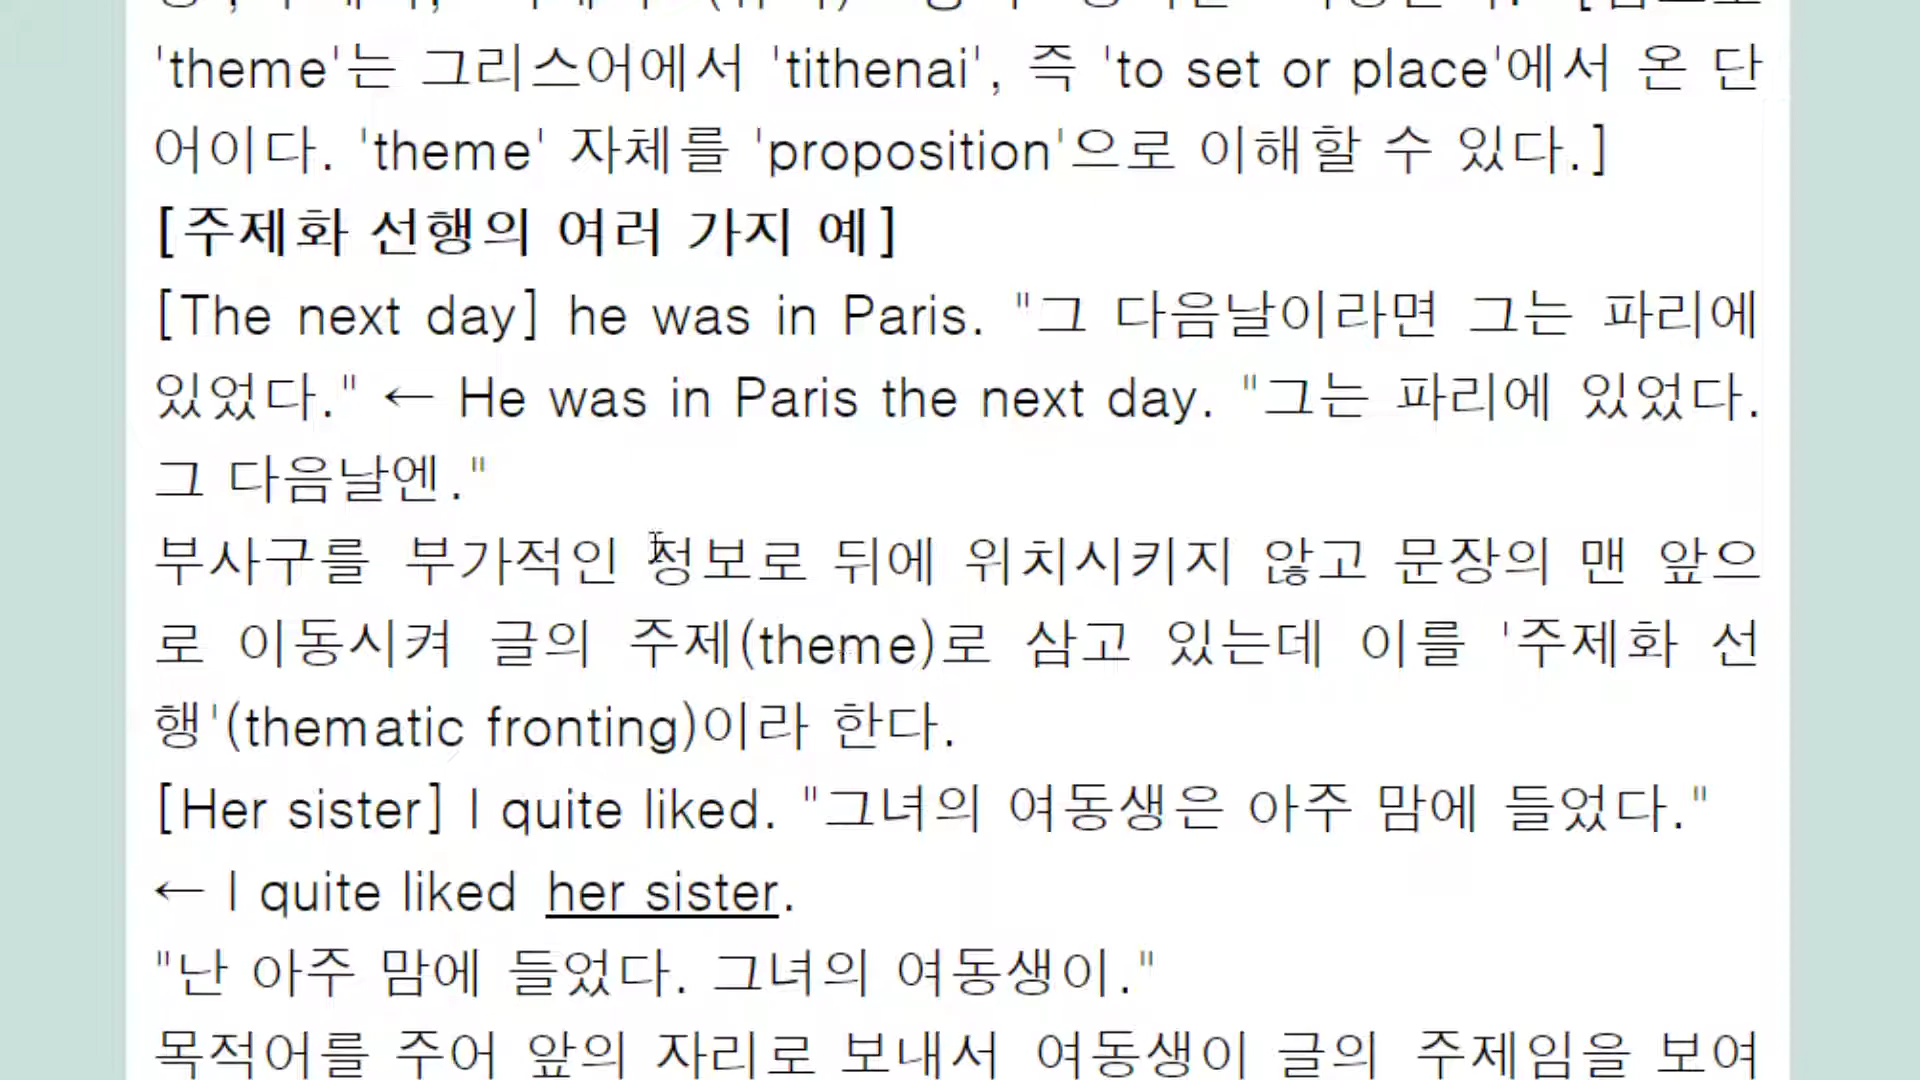 'theme'는 그리스어에서 'tithenai', 즉 'to set or place'에서 온 단
어이다. 'theme' 자체를 'proposition'으로 이해할 수 있다.]
[주제화 선행의 여러 가지 예]
[The next day] he was in Paris. "그 다음날이라면 그는 파리에
있었다." ← He was in Paris the next day. "그는 파리에 있었다.
그 다음날엔."
부사구를 부가적인 정보로 뒤에 위치시키지 않고 문장의 맨 앞으
로 이동시켜 글의 주제(theme)로 삼고 있는데 이를 '주제화 선
행'(thematic fronting)이라 한다.
[Her sister] I quite liked. "그녀의 여동생은 아주 맘에 들었다."
← I quite liked her sister.
"난 아주 맘에 들었다. 그녀의 여동생이."
목적어를 주어 앞의 자리로 보내서 여동생이 글의 주제임을 보여